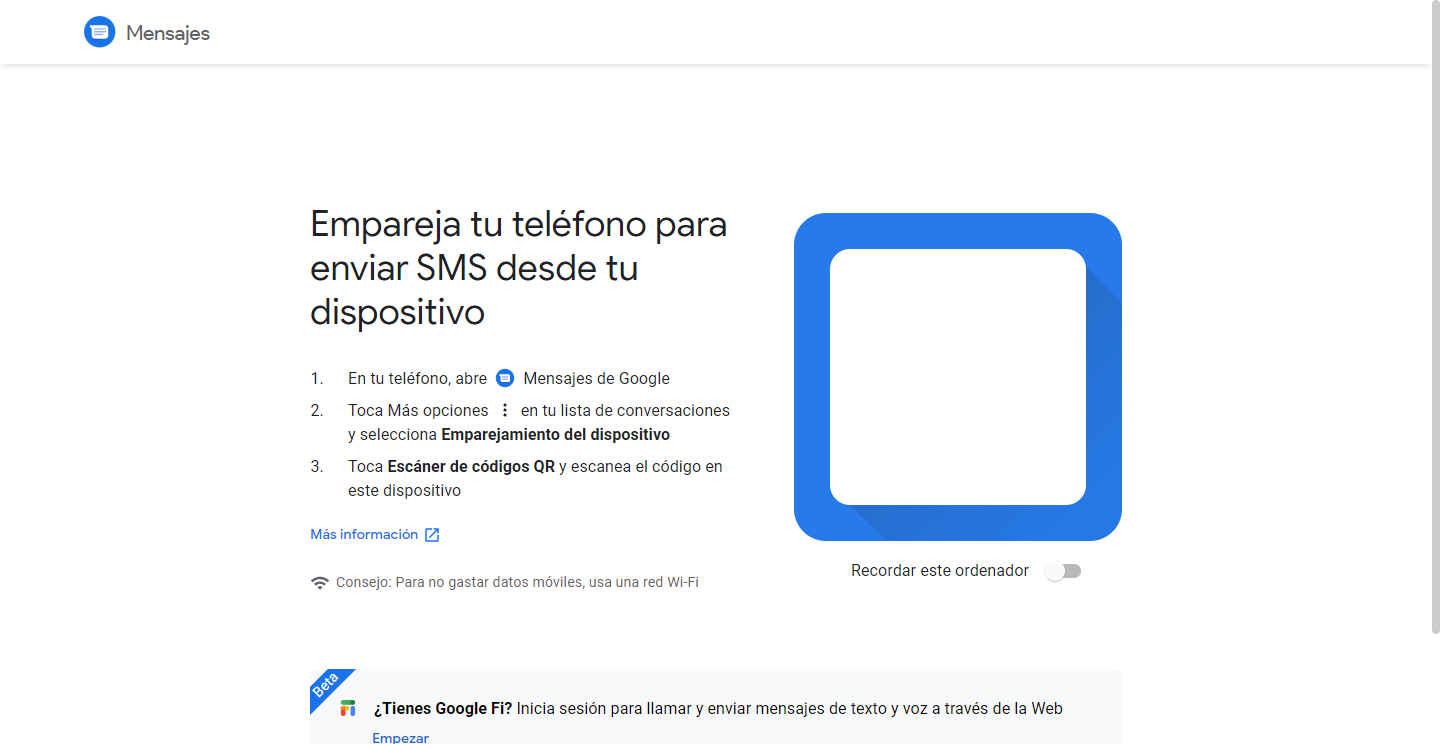 Mensajes
Empareja tu teléfono para
enviar SMS desde tu
dispositivo
1. En tu teléfono, abre Mensajes de Google
2. Toca Más opciones en tu lista de conversaciones
y selecciona Emparejamiento del dispositivo
3. Toca Escáner de códigos QR y escanea el código en
este dispositivo
Más información
Consejo: Para no gastar datos móviles, usa una red Wi-Fi
Recordar este ordenador
Beta
¿Tienes Google Fi? Inicia sesión para llamar y enviar mensajes de texto y voz a través de la Web
Empezar